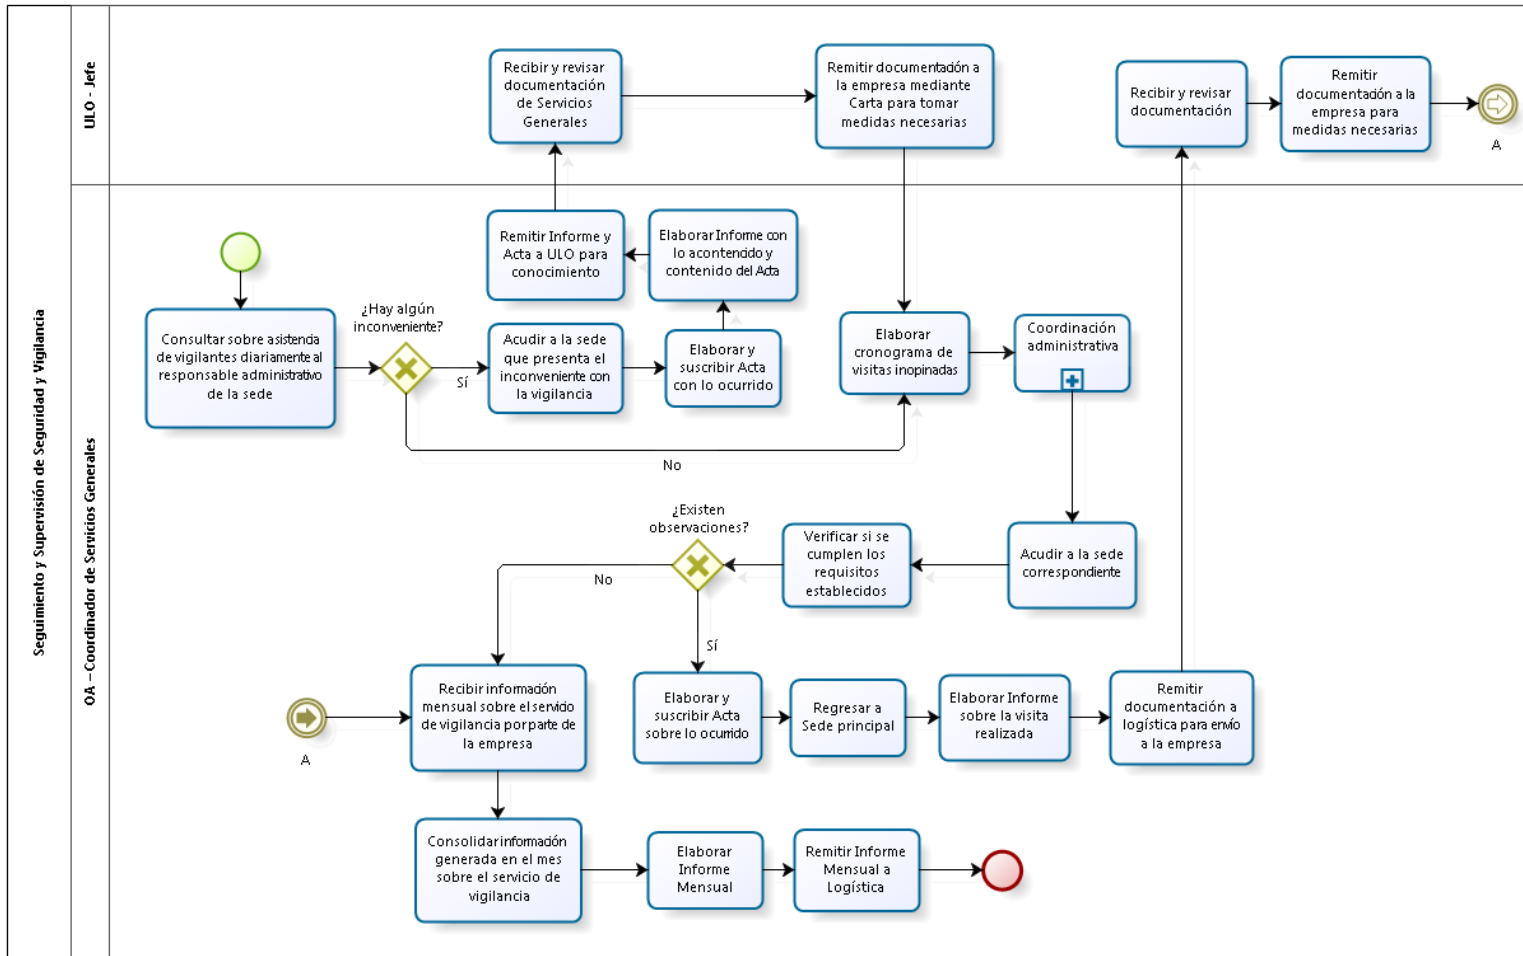 Seguimiento y Supervisión de Seguridad y Vigilancia
ULO - Jefe
Recibir y revisar
documentación
de Servicios
Generales
Remitir documentación a
la empresa mediante
Carta para tomar
medidas necesarias
Recibir y revisar
documentación
Remitir
documentación a la
empresa para
medidas necesarias
A
OA – Coordinador de Servicios Generales
Remitir Informe y
Acta a ULO para
conocimiento
Elaborar Informe con
lo acontencido y
contenido del Acta
Consultar sobre asistencia
de vigilantes diariamente al
responsable administrativo
de la sede
¿Hay algún
inconveniente?
Sí
No
Acudir a la sede
que presenta el
inconveniente con
la vigilancia
Elaborar y
suscribir Acta
con lo ocurrido
Elaborar
cronograma de
visitas inopinadas
Coordinación
administrativa
Acudir a la sede
correspondiente
Verificar si se
cumplen los
requisitos
establecidos
¿Existen
observaciones?
No
Sí
A
Recibir información
mensual sobre el servicio
de vigilancia por parte de
la empresa
Elaborar y
suscribir Acta
sobre lo ocurrido
Regresar a
Sede principal
Elaborar Informe
sobre la visita
realizada
Remitir
documentación a
logística para envío
a la empresa
Consolidar información
generada en el mes
sobre el servicio de
vigilancia
Elaborar
Informe
Mensual
Remitir Informe
Mensual a
Logística